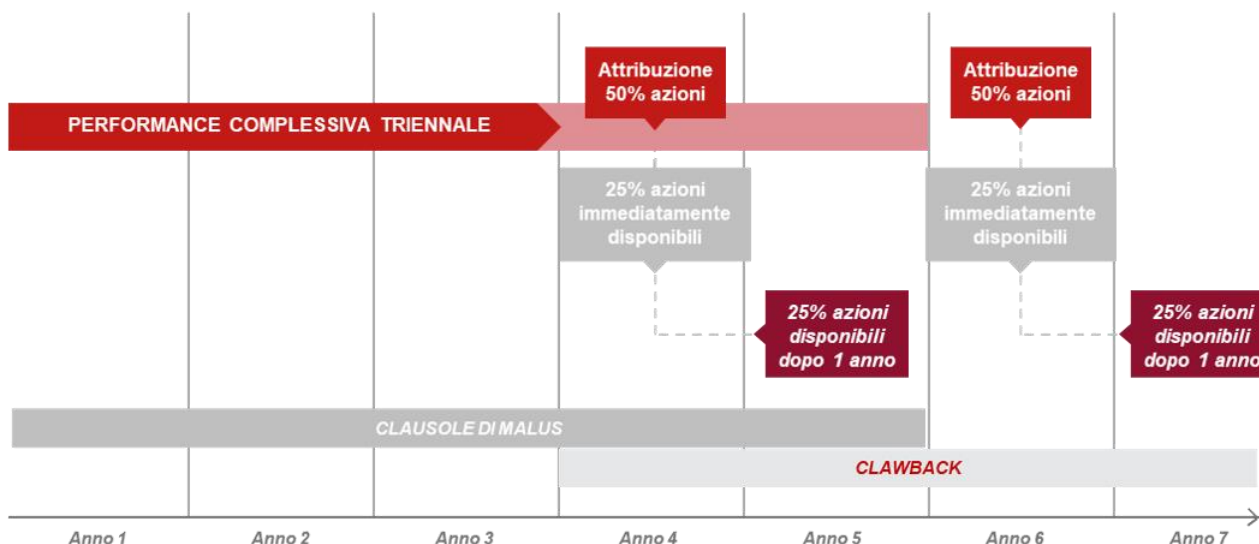 Attribuzione
50% azioni
Attribuzione
50% azioni
PERFORMANCE COMPLESSIVA TRIENNALE
25% azioni
immediatamente
disponibili
25% azioni
immediatamente
disponibili
25% azioni
disponibili
dopo 1 anno
25% azioni
disponibili
dopo 1 anno
CLAUSOLE DI MALUS
CLAWBACK
Anno 1
Anno 2
Anno 3
Anno 4
Anno 5
Anno 6
Anno 7